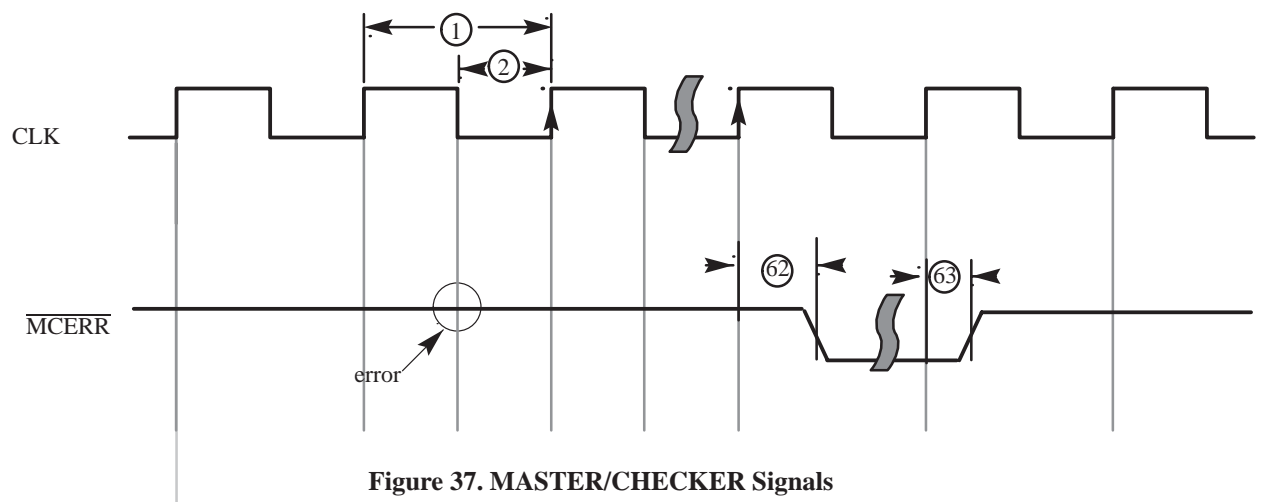 1
2
CLK
62
63
MCERR
error
Figure 37. MASTER/CHECKER Signals